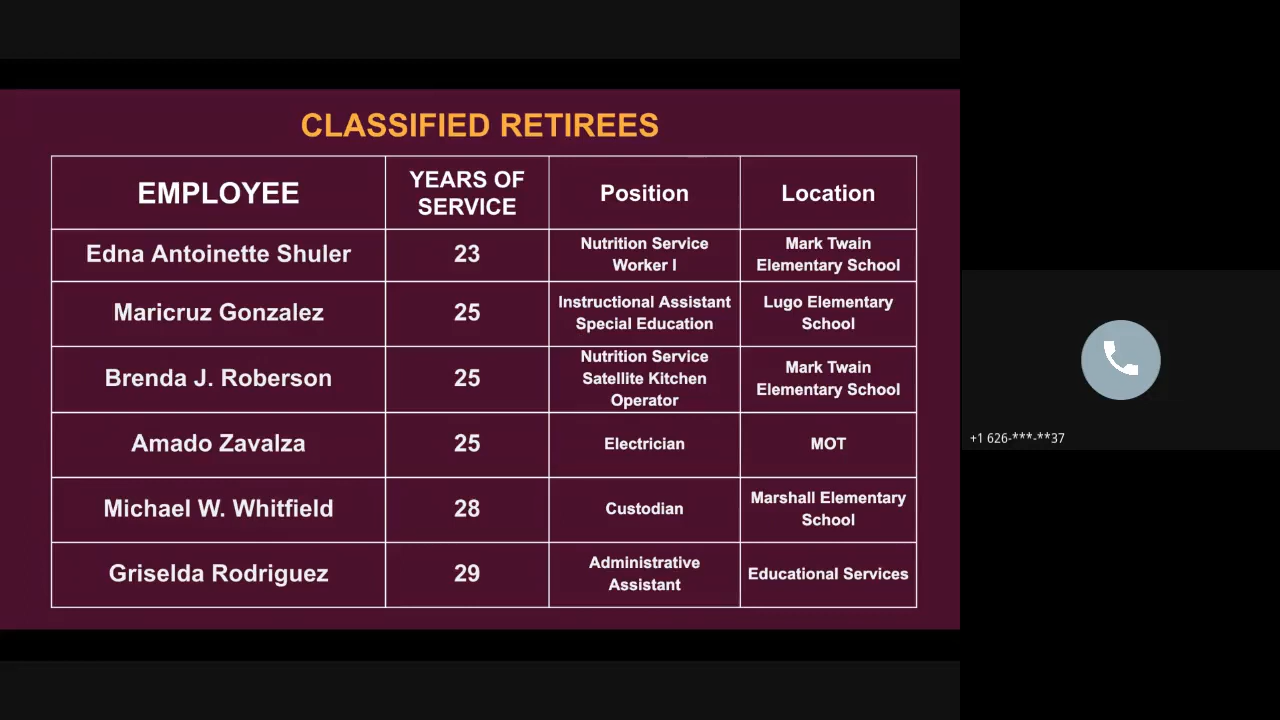 CLASSIFIED RETIREES
EMPLOYEE
YEARS OF
SERVICE
Position
Location
Edna Antoinette Shuler
23
Nutrition Service
Worker I
Mark Twain
Elementary School
Maricruz Gonzalez
25
Instructional Assistant
Special Education
Lugo Elementary
School
Brenda J. Roberson
25
Nutrition Service
Satellite Kitchen
Operator
Mark Twain
Elementary School
Amado Zavalza
25
Electrician
MOT
Michael W. Whitfield
28
Custodian
Marshall Elementary
School
Griselda Rodriguez
29
Administrative
Assistant
Educational Services
+1 626-***-**37